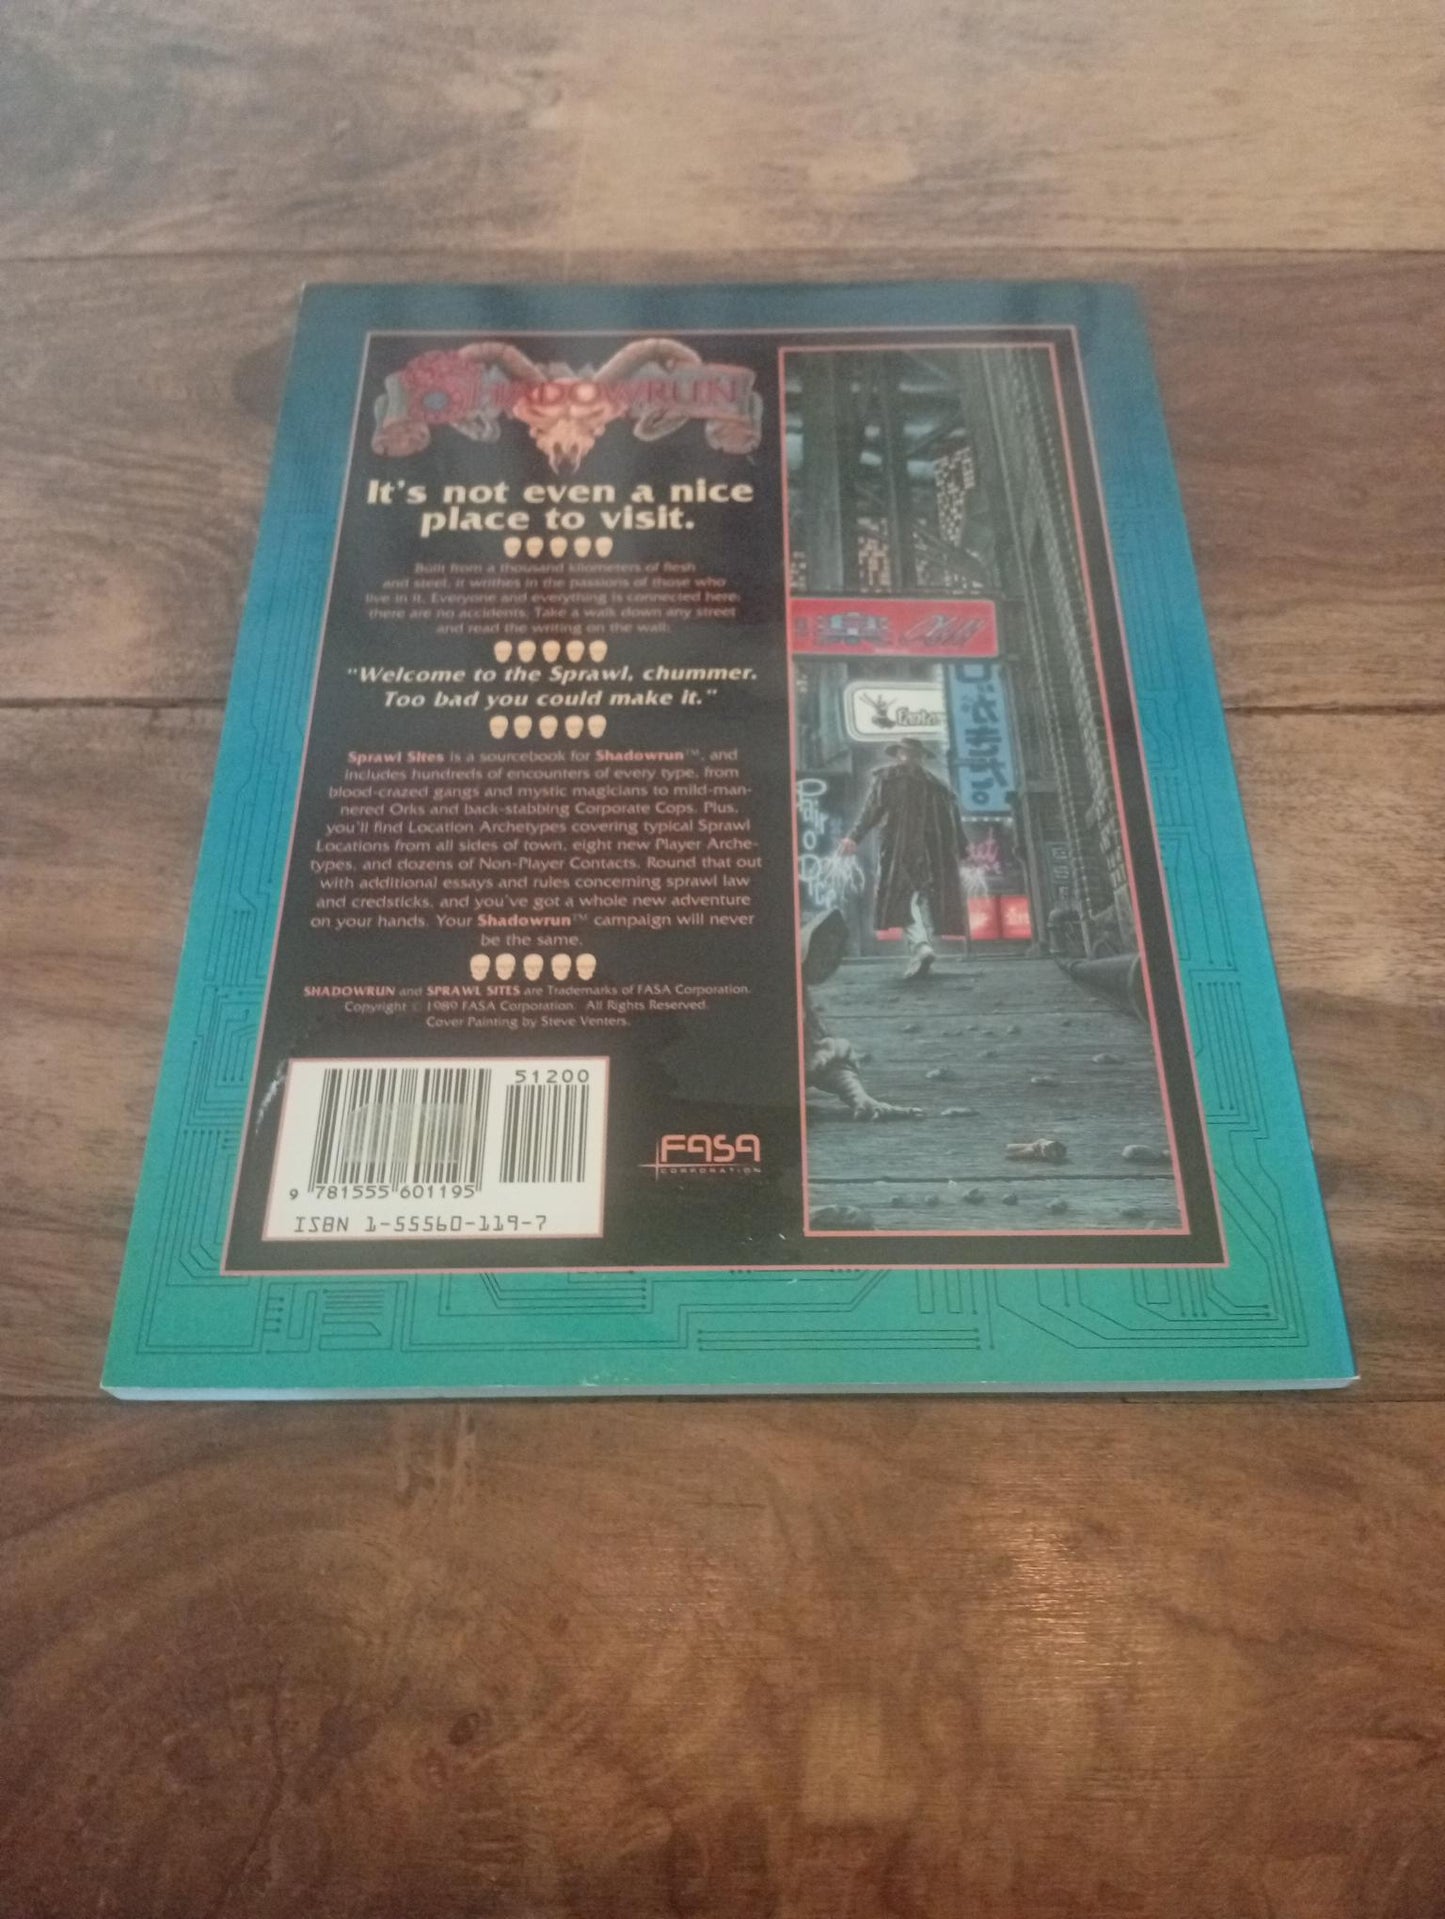 SHADOWRUN
It's not even a nice
place to visit.
Built from a thousand kilometers of flesh
and steel, it writhes in the passions of those who
live in it. Everyone and everything is connected here;
there are no accidents. Take a walk down any street
and read the writing on the wall:
"Welcome to the Sprawl, chummer.
Too bad you could make it."
Sprawl Sites is a sourcebook for Shadowrun™, and
includes hundreds of encounters of every type, from
blood-crazed gangs and mystic magicians to mild-man-
nered Orks and back-stabbing Corporate Cops. Plus,
you'll find Location Archetypes covering typical Sprawl
Locations from all sides of town, eight new Player Arche-
types, and dozens of Non-Player Contacts. Round that out
with additional essays and rules concerning sprawl law
and credsticks, and you've got a whole new adventure
on your hands. Your Shadowrun™ campaign will never
be the same.
SHADOWRUN and SPRAWL SITES are Trademarks of FASA Corporation.
Copyright © 1989 FASA Corporation. All Rights Reserved.
Cover Painting by Steve Venters.
51200
9 781555 601195
ISBN 1-55560-119-7
FASA
CORPORATION